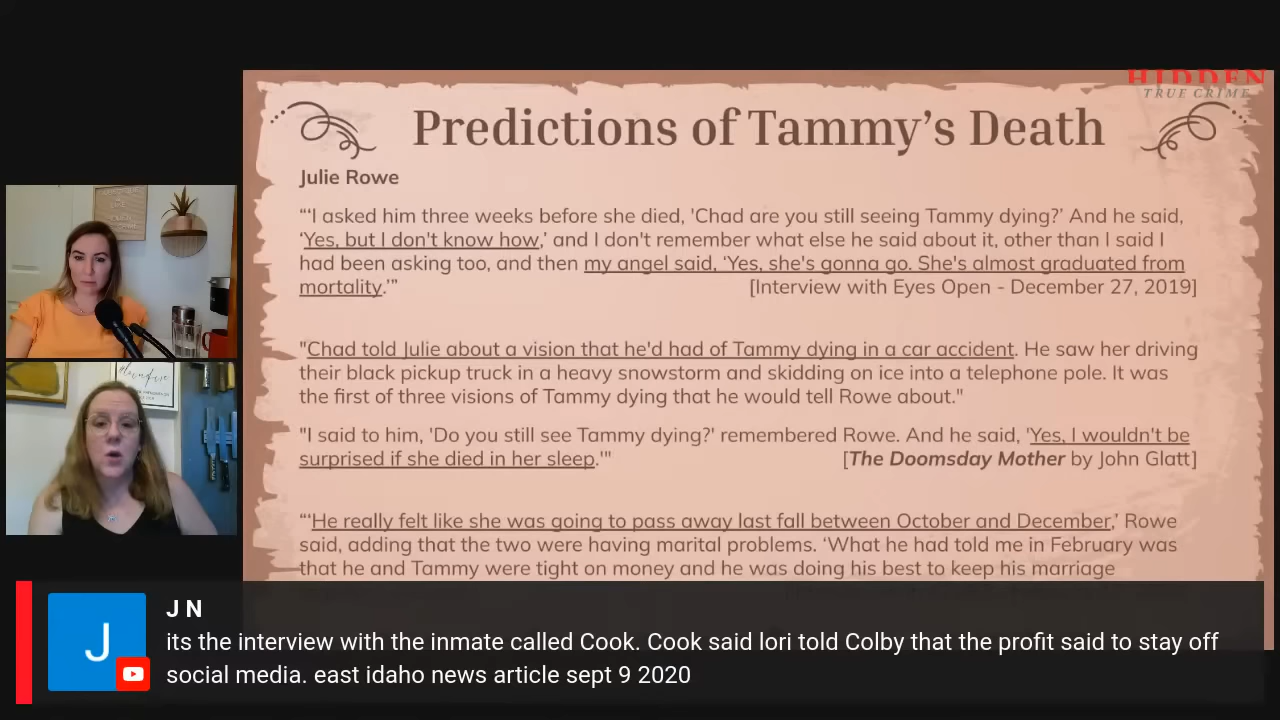 HIDDEN
TRUE CRIME
Predictions of Tammy’s Death
Julie Rowe
“‘I asked him three weeks before she died, 'Chad are you still seeing Tammy dying?’ And he said,
‘Yes, but I don't know how,’ and I don't remember what else he said about it, other than I said I
had been asking too, and then my angel said, ‘Yes, she's gonna go. She's almost graduated from
mortality.’”
[Interview with Eyes Open - December 27, 2019]
"Chad told Julie about a vision that he'd had of Tammy dying in a car accident. He saw her driving
their black pickup truck in a heavy snowstorm and skidding on ice into a telephone pole. It was
the first of three visions of Tammy dying that he would tell Rowe about."
"I said to him, 'Do you still see Tammy dying?' remembered Rowe. And he said, 'Yes, I wouldn't be
surprised if she died in her sleep.'"
[The Doomsday Mother by John Glatt]
“‘He really felt like she was going to pass away last fall between October and December,’ Rowe
said, adding that the two were having marital problems. ‘What he had told me in February was
that he and Tammy were tight on money and he was doing his best to keep his marriage
J
J N
its the interview with the inmate called Cook. Cook said lori told Colby that the profit said to stay off
social media. east idaho news article sept 9 2020